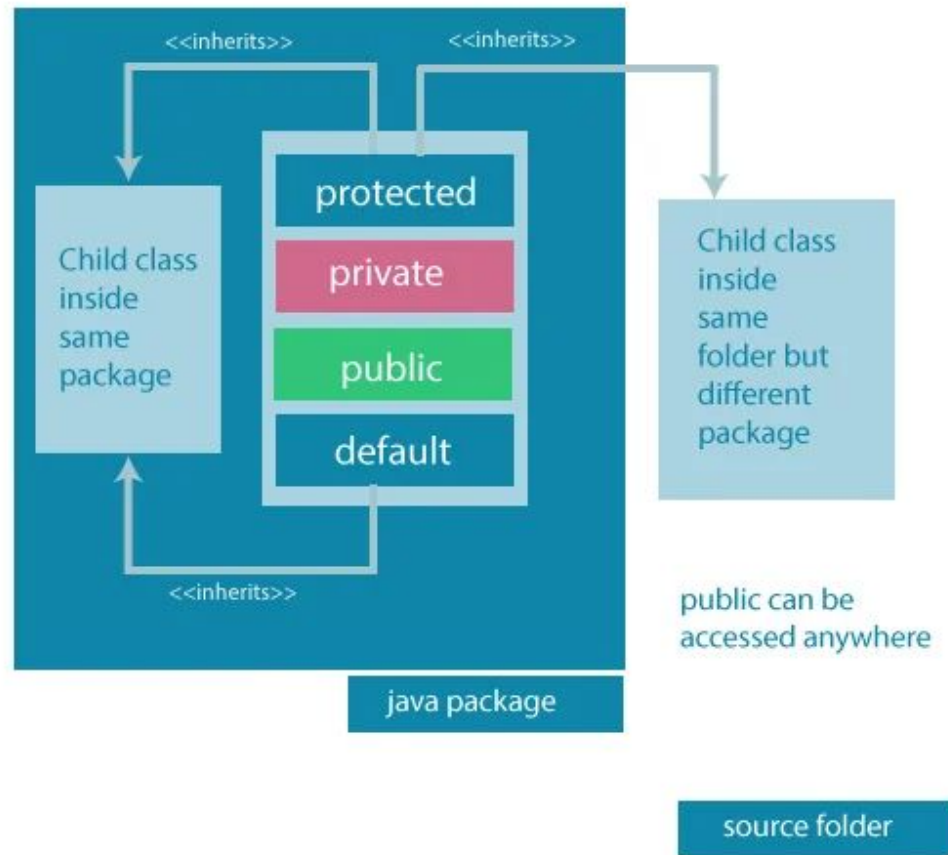 <<inherits>>
<<inherits>>
protected
private
public
default
Child class
inside
same
package
Child class
inside
same
folder but
different
package
<<inherits>>
public can be
accessed anywhere
java package
source folder